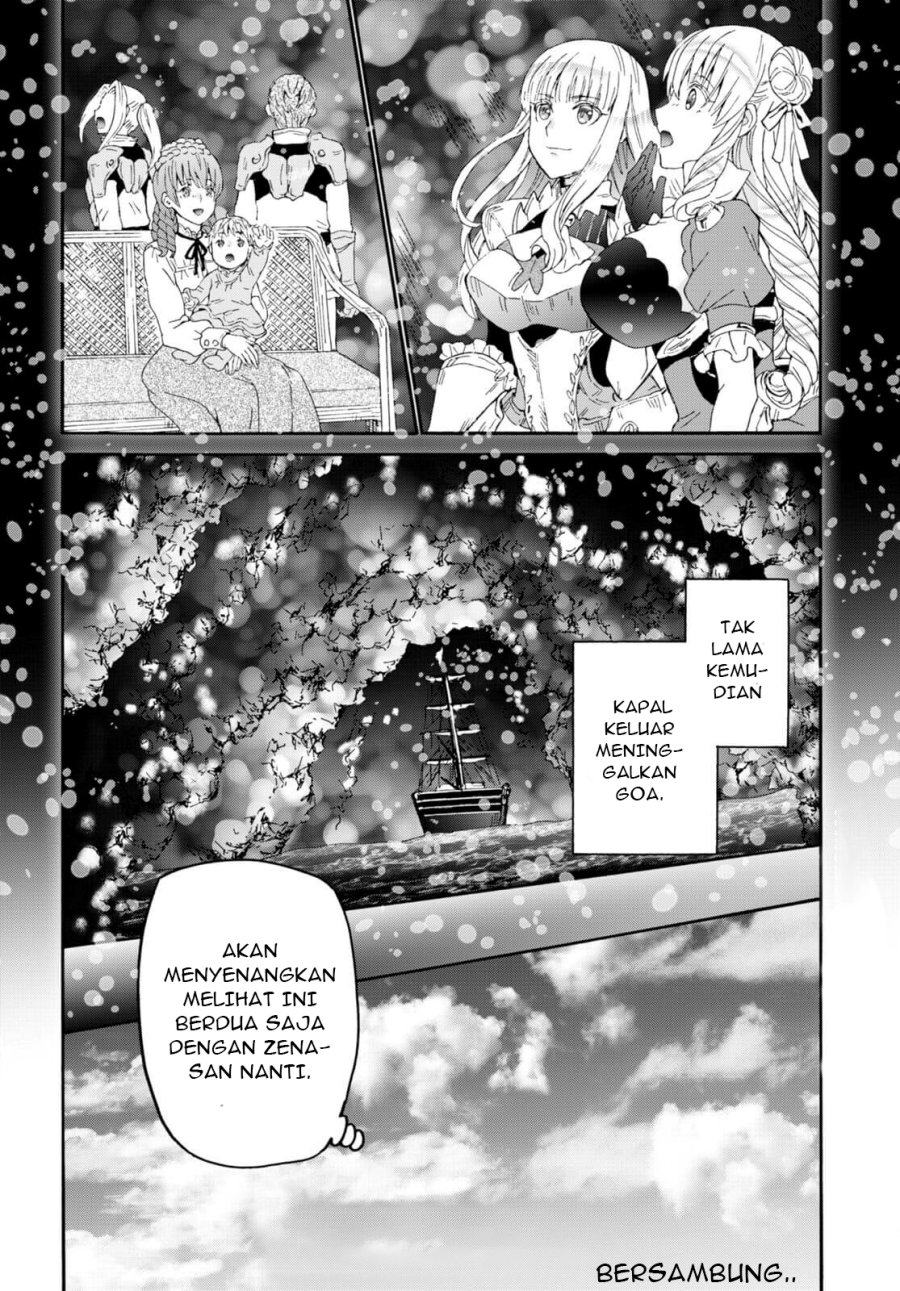 TAK
LAMA
KEMU-
DIAN
KAPAL
KELUAR
MENING-
GALKAN
GOA.
AKAN
MENYENANGKAN
MELIHAT INI
BERDUA SAJA
DENGAN ZENA-
SAN NANTI.
BERSAMBUNG..